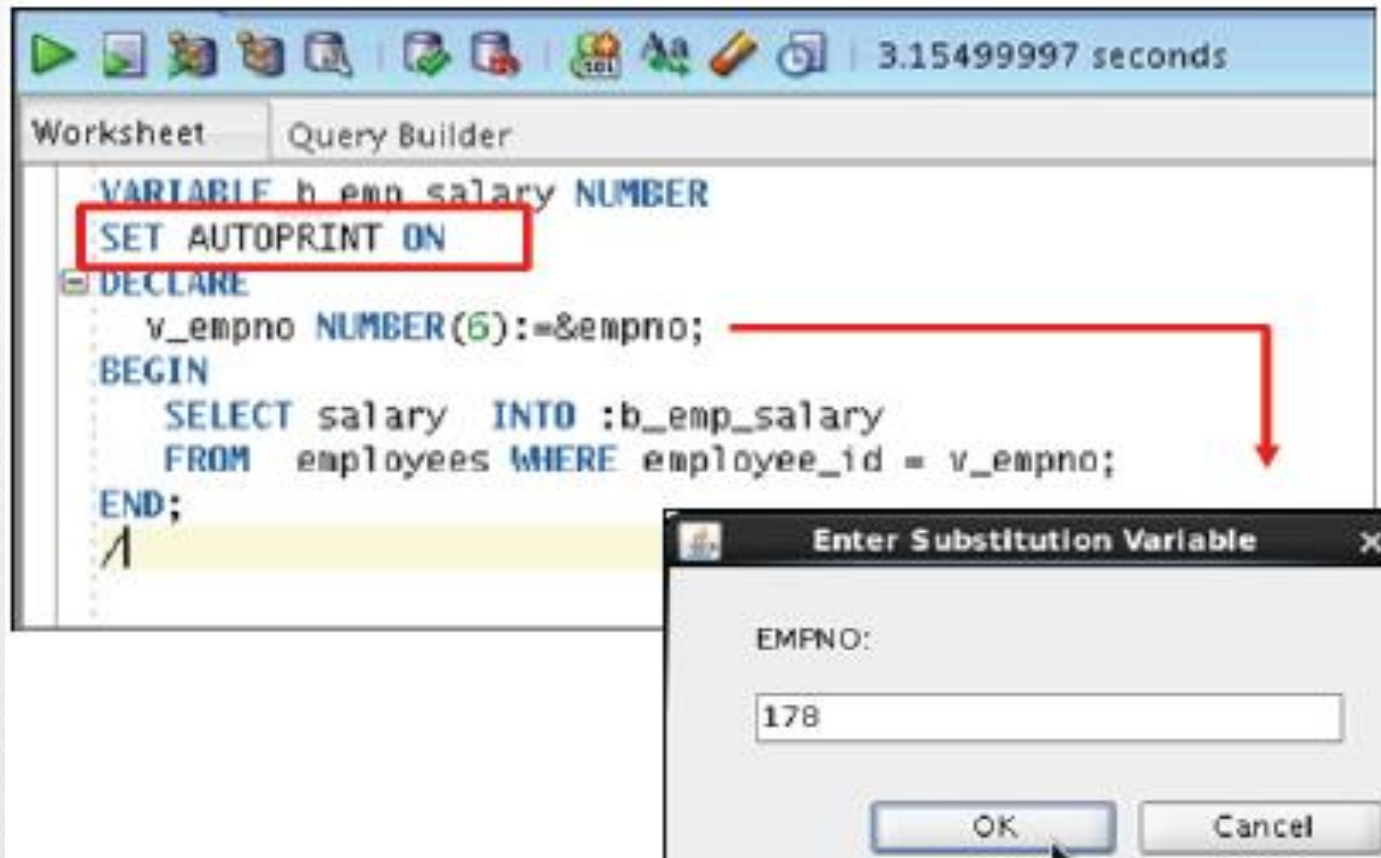 3.15499997 seconds
Worksheet Query Builder
VARIABLE b_emp_salary NUMBER
SET AUTOPRINT ON
DECLARE
v_empno NUMBER(6):=&empno;
BEGIN
SELECT salary INTO :b_emp_salary
FROM employees WHERE employee_id = v_empno;
END;
/
Enter Substitution Variable
EMPNO:
178
OK Cancel